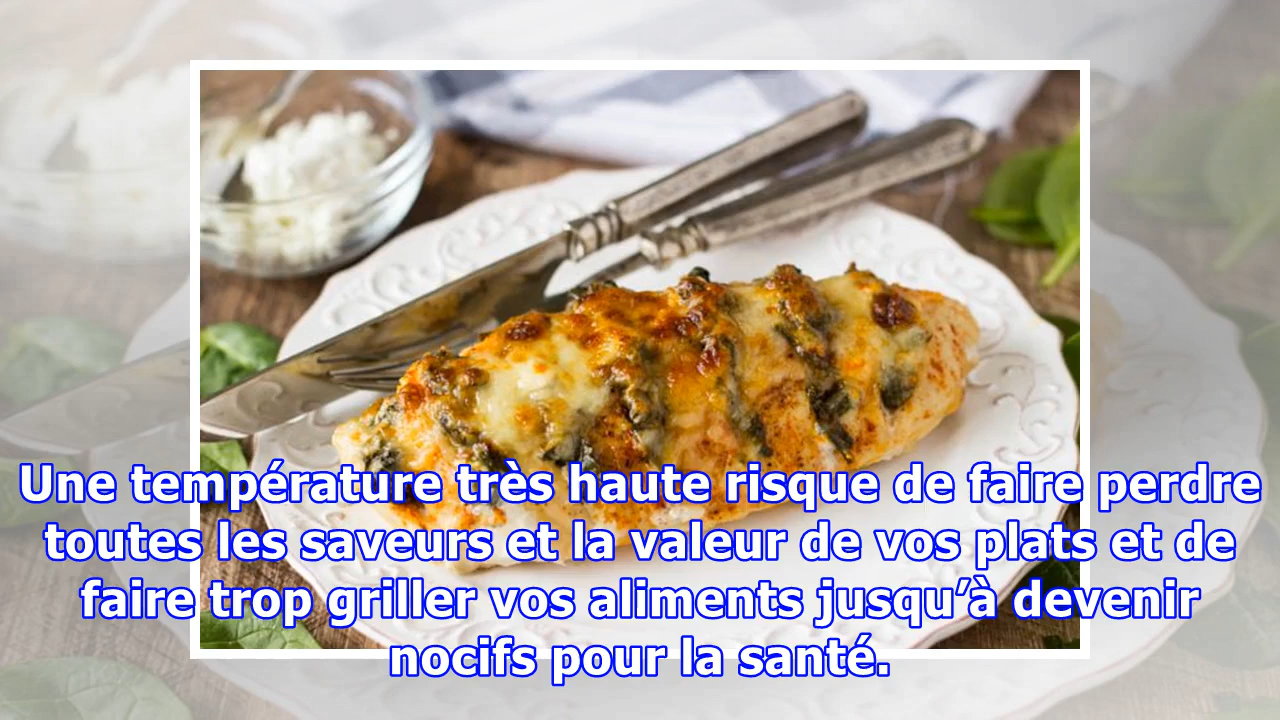 Une température très haute risque de faire perdre
toutes les saveurs et la valeur de vos plats et de
faire trop griller vos aliments jusqu’à devenir
nocifs pour la santé.